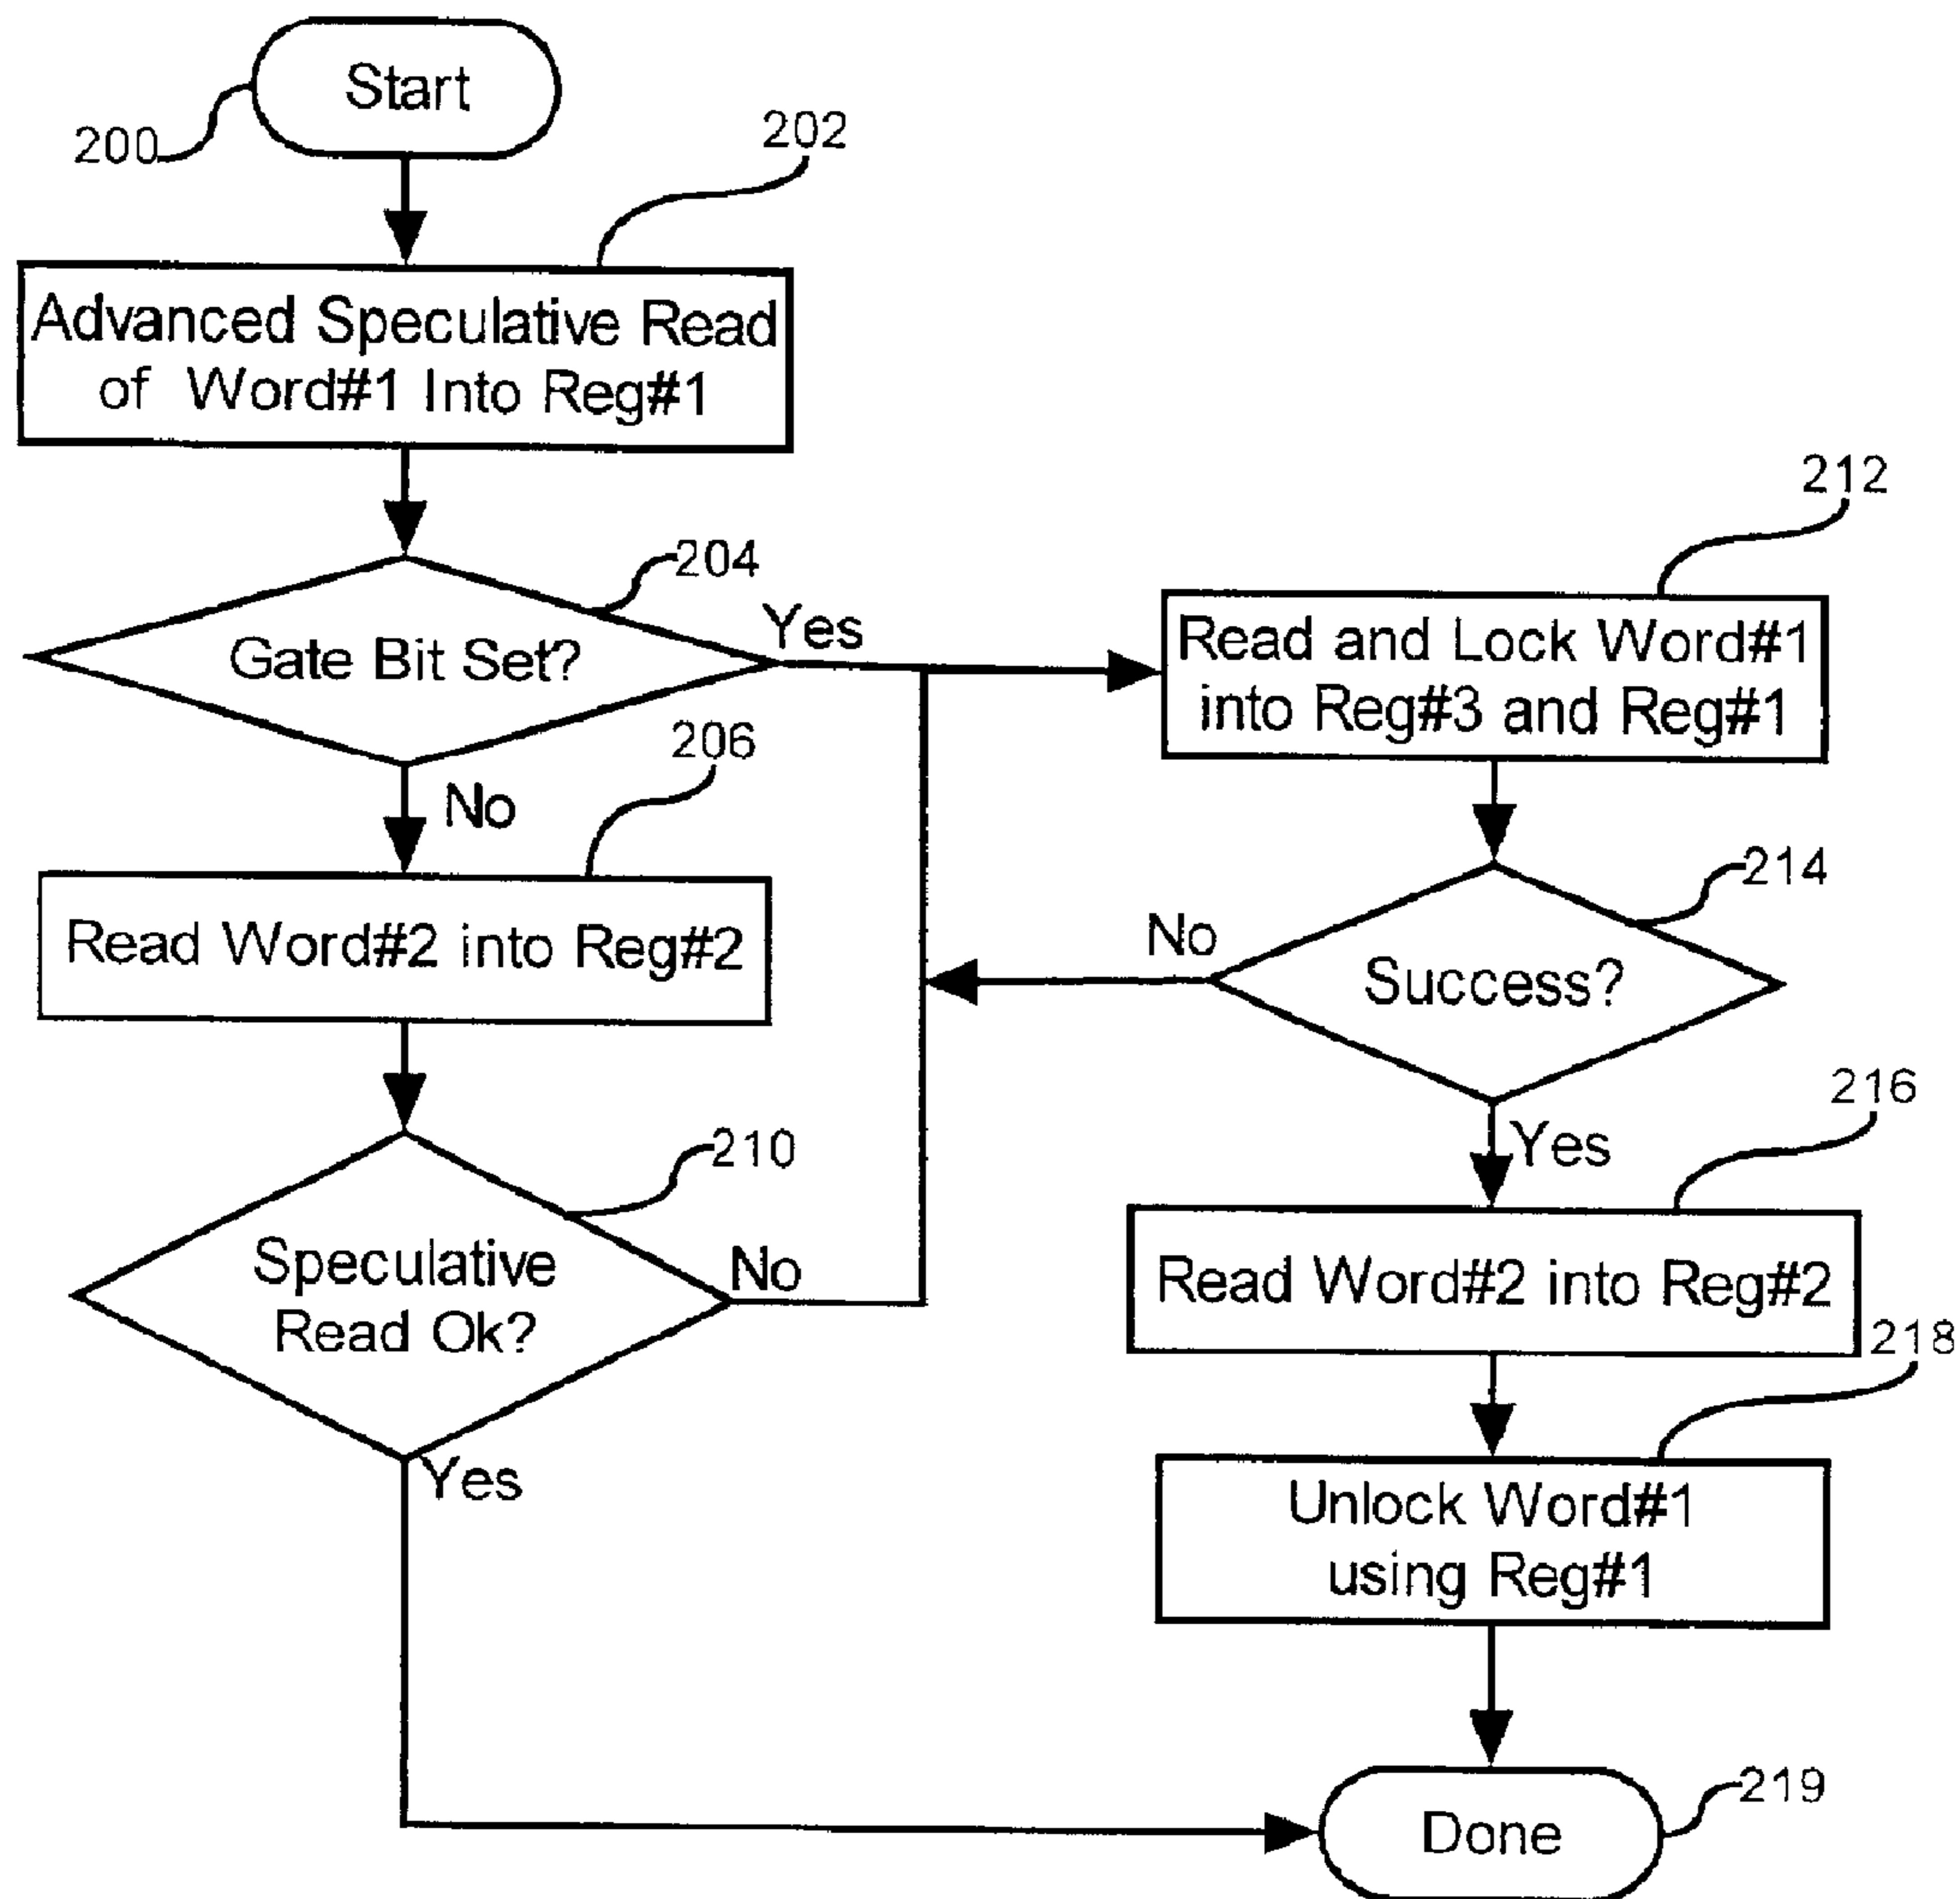 Start
200
202
Advanced Speculative Read
of Word#1 Into Reg#1
204
Gate Bit Set?
Yes
No
206
Read Word#2 into Reg#2
210
Speculative
Read Ok?
No
Yes
212
Read and Lock Word#1
into Reg#3 and Reg#1
214
Success?
No
Yes
216
Read Word#2 into Reg#2
218
Unlock Word#1
using Reg#1
219
Done